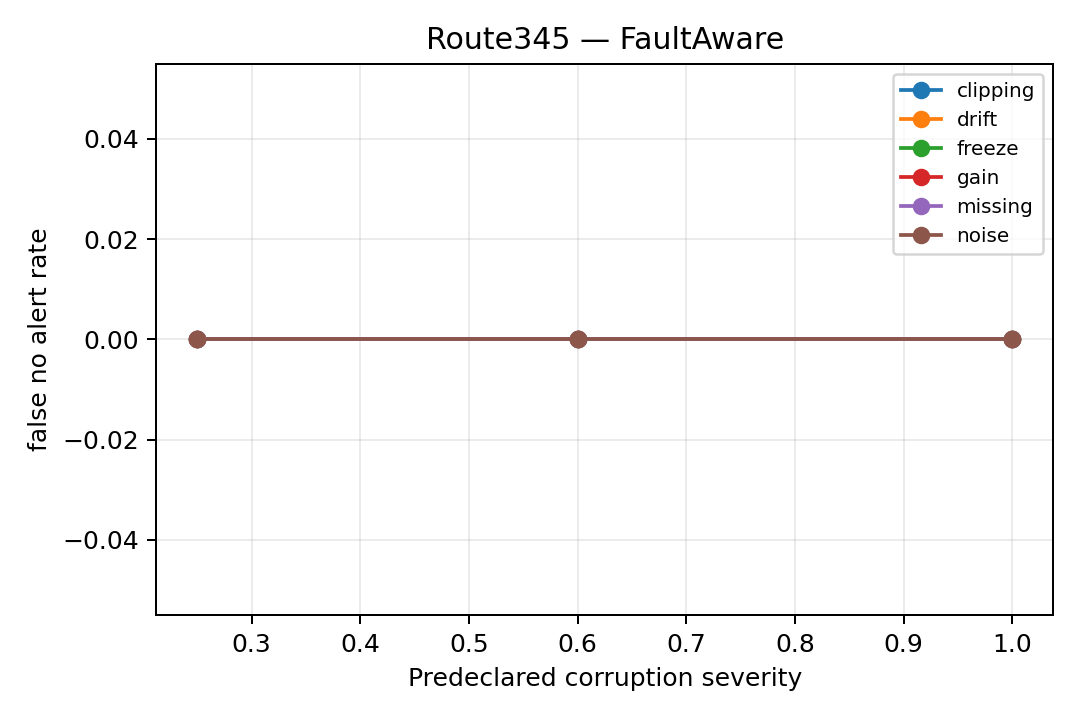 Route345 — FaultAware
clipping
drift
freeze
gain
missing
noise
false no alert rate
0.04
0.02
0.00
−0.02
−0.04
0.3 0.4 0.5 0.6 0.7 0.8 0.9 1.0
Predeclared corruption severity